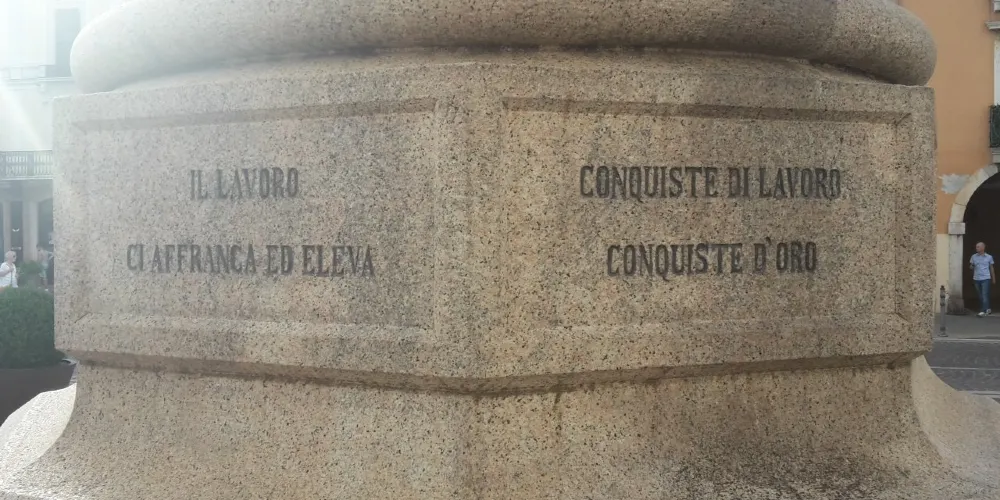 IL LAVORO
CI AFFRANCA ED ELEVA
CONQUISTE DI LAVORO
CONQUISTE D'ORO